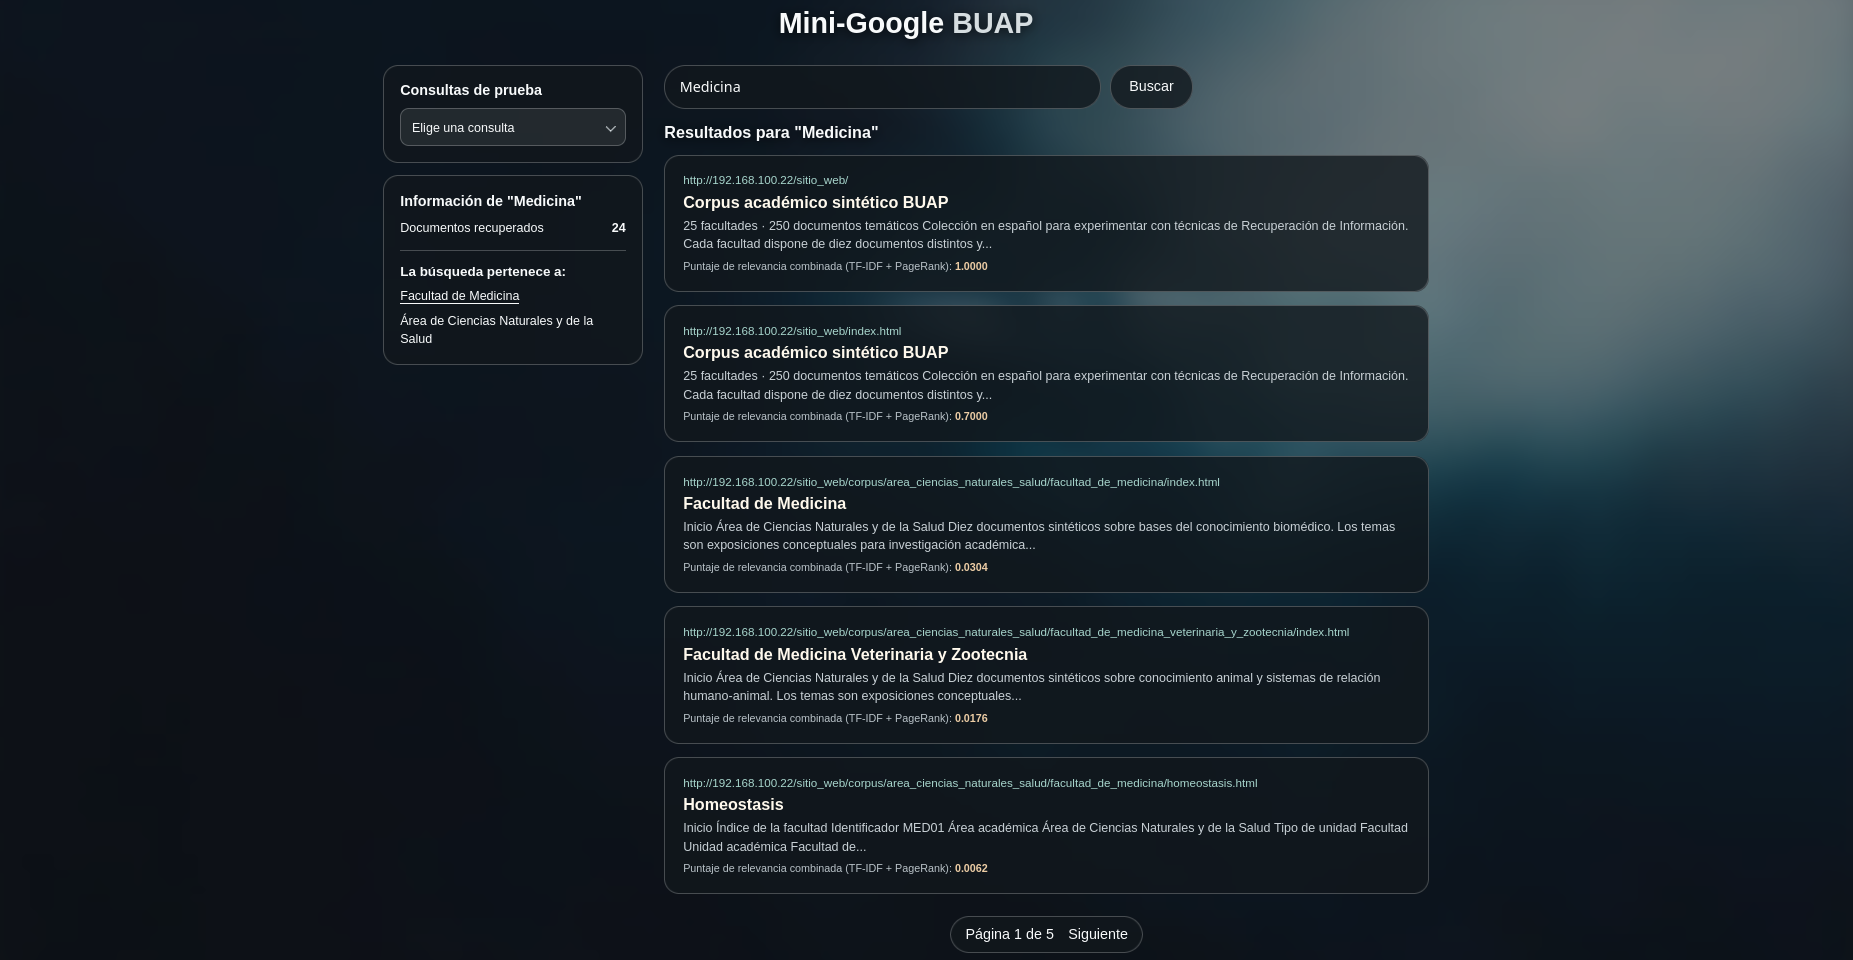 Mini-Google BUAP
Consultas de prueba
Elige una consulta
Información de "Medicina"
Documentos recuperados 24
La búsqueda pertenece a:
Facultad de Medicina
Área de Ciencias Naturales y de la
Salud
Medicina
Buscar
Resultados para "Medicina"
http://192.168.100.22/sitio_web/
Corpus académico sintético BUAP
25 facultades · 250 documentos temáticos Colección en español para experimentar con técnicas de Recuperación de Información.
Cada facultad dispone de diez documentos distintos y...
Puntaje de relevancia combinada (TF-IDF + PageRank): 1.0000
http://192.168.100.22/sitio_web/index.html
Corpus académico sintético BUAP
25 facultades · 250 documentos temáticos Colección en español para experimentar con técnicas de Recuperación de Información.
Cada facultad dispone de diez documentos distintos y...
Puntaje de relevancia combinada (TF-IDF + PageRank): 0.7000
http://192.168.100.22/sitio_web/corpus/area_ciencias_naturales_salud/facultad_de_medicina/index.html
Facultad de Medicina
Inicio Área de Ciencias Naturales y de la Salud Diez documentos sintéticos sobre bases del conocimiento biomédico. Los temas
son exposiciones conceptuales para investigación académica...
Puntaje de relevancia combinada (TF-IDF + PageRank): 0.0304
http://192.168.100.22/sitio_web/corpus/area_ciencias_naturales_salud/facultad_de_medicina_veterinaria_y_zootecnia/index.html
Facultad de Medicina Veterinaria y Zootecnia
Inicio Área de Ciencias Naturales y de la Salud Diez documentos sintéticos sobre conocimiento animal y sistemas de relación
humano-animal. Los temas son exposiciones conceptuales...
Puntaje de relevancia combinada (TF-IDF + PageRank): 0.0176
http://192.168.100.22/sitio_web/corpus/area_ciencias_naturales_salud/facultad_de_medicina/homeostasis.html
Homeostasis
Inicio Índice de la facultad Identificador MED01 Área académica Área de Ciencias Naturales y de la Salud Tipo de unidad Facultad
Unidad académica Facultad de...
Puntaje de relevancia combinada (TF-IDF + PageRank): 0.0062
Página 1 de 5 Siguiente